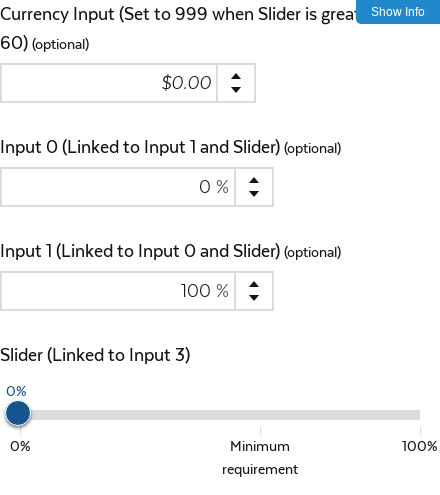 Currency Input (Set to 999 when Slider is
Show Info
60) (optional)
$0.00
Input 0 (Linked to Input 1 and Slider) (optional)
0 %
Input 1 (Linked to Input 0 and Slider) (optional)
100 %
Slider (Linked to Input 3)
0%
0%
Minimum
requirement
100%